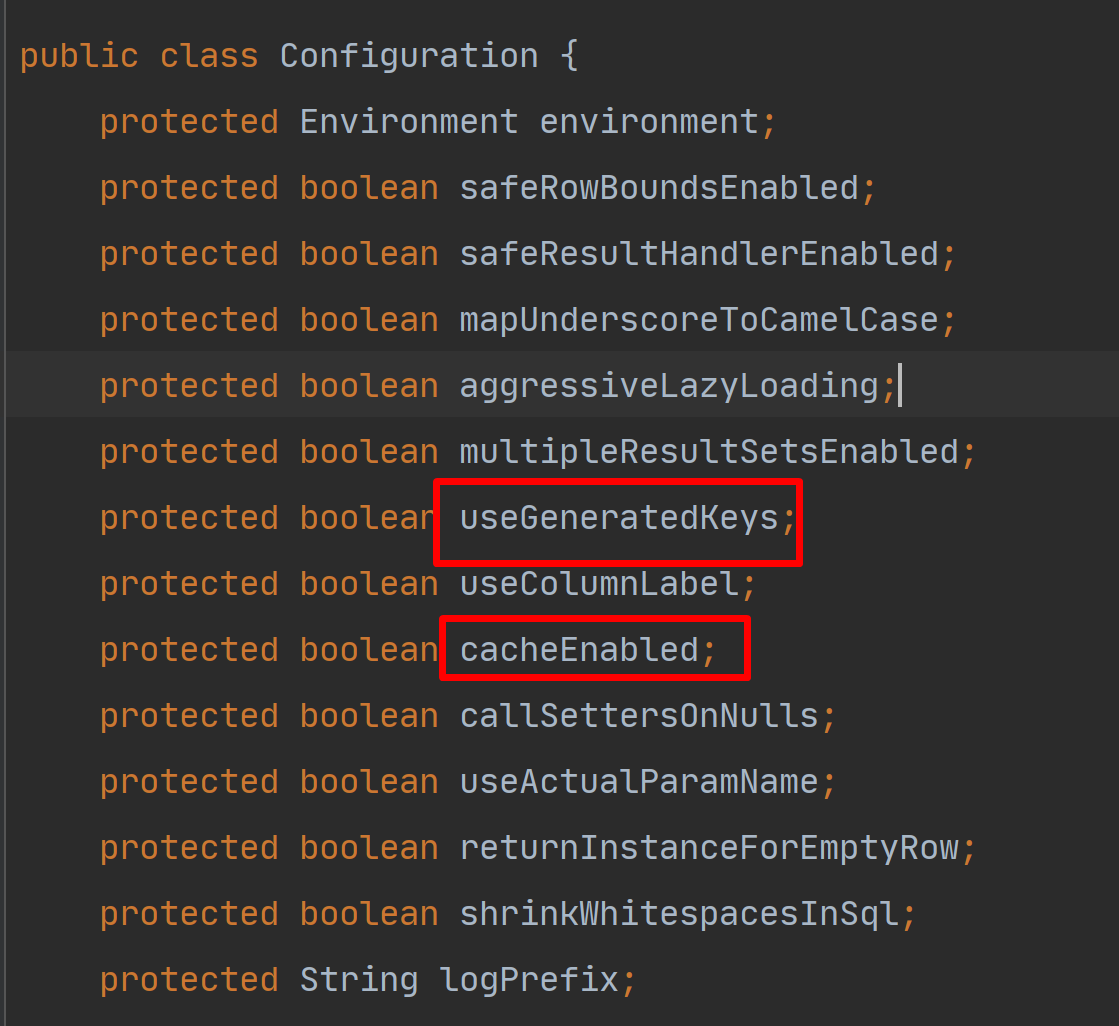 public class Configuration {
protected Environment environment;
protected boolean safeRowBoundsEnabled;
protected boolean safeResultHandlerEnabled;
protected boolean mapUnderscoreToCamelCase;
protected boolean aggressiveLazyLoading;
protected boolean multipleResultSetsEnabled;
protected boolean useGeneratedKeys;
protected boolean useColumnLabel;
protected boolean cacheEnabled;
protected boolean callSettersOnNulls;
protected boolean useActualParamName;
protected boolean returnInstanceForEmptyRow;
protected boolean shrinkWhitespacesInSql;
protected String logPrefix;